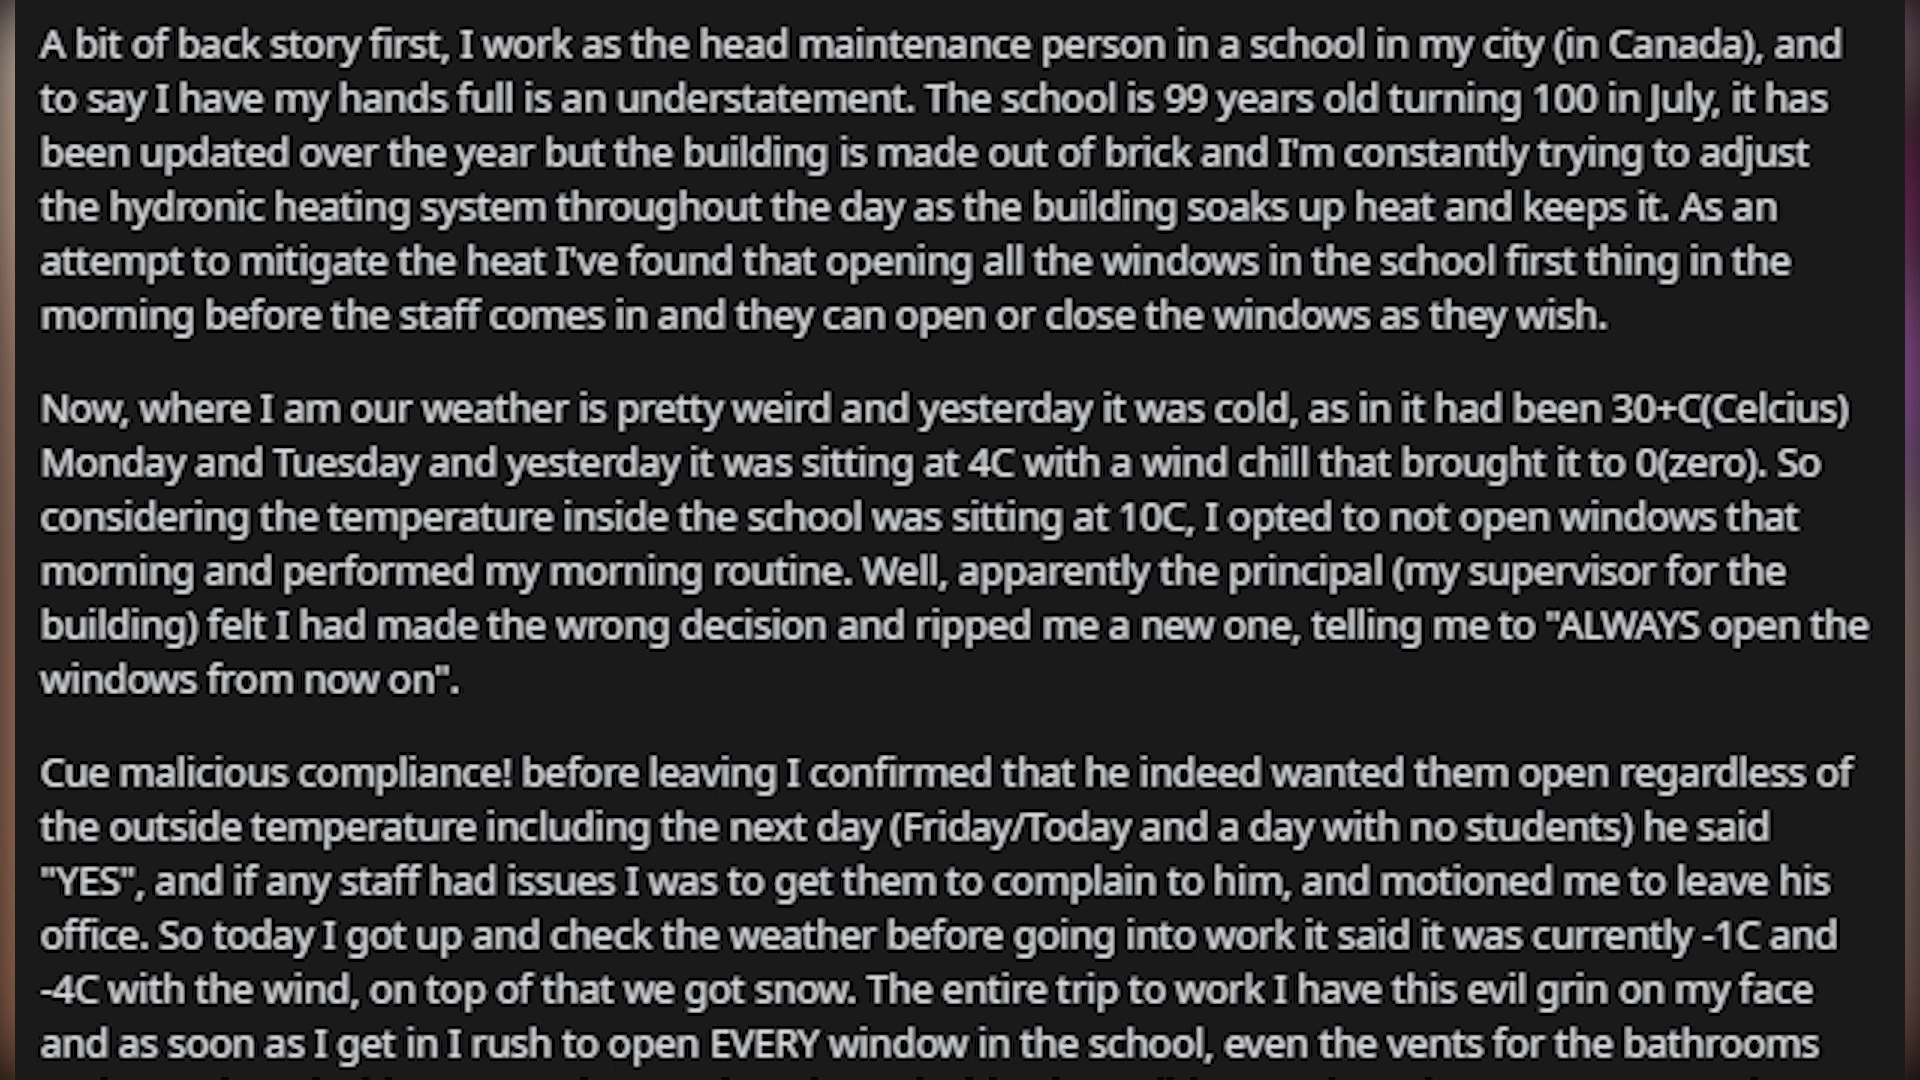 A bit of back story first, I work as the head maintenance person in a school in my city (in Canada), and
to say I have my hands full is an understatement. The school is 99 years old turning 100 in July, it has
been updated over the year but the building is made out of brick and I'm constantly trying to adjust
the hydronic heating system throughout the day as the building soaks up heat and keeps it. As an
attempt to mitigate the heat I've found that opening all the windows in the school first thing in the
morning before the staff comes in and they can open or close the windows as they wish.
Now, where I am our weather is pretty weird and yesterday it was cold, as in it had been 30+C(Celcius)
Monday and Tuesday and yesterday it was sitting at 4C with a wind chill that brought it to 0(zero). So
considering the temperature inside the school was sitting at 10C, I opted to not open windows that
morning and performed my morning routine. Well, apparently the principal (my supervisor for the
building) felt I had made the wrong decision and ripped me a new one, telling me to "ALWAYS open the
windows from now on".
Cue malicious compliance! before leaving I confirmed that he indeed wanted them open regardless of
the outside temperature including the next day (Friday/Today and a day with no students) he said
"YES", and if any staff had issues I was to get them to complain to him, and motioned me to leave his
office. So today I got up and check the weather before going into work it said it was currently -1C and
-4C with the wind, on top of that we got snow. The entire trip to work I have this evil grin on my face
and as soon as I get in I rush to open EVERY window in the school, even the vents for the bathrooms